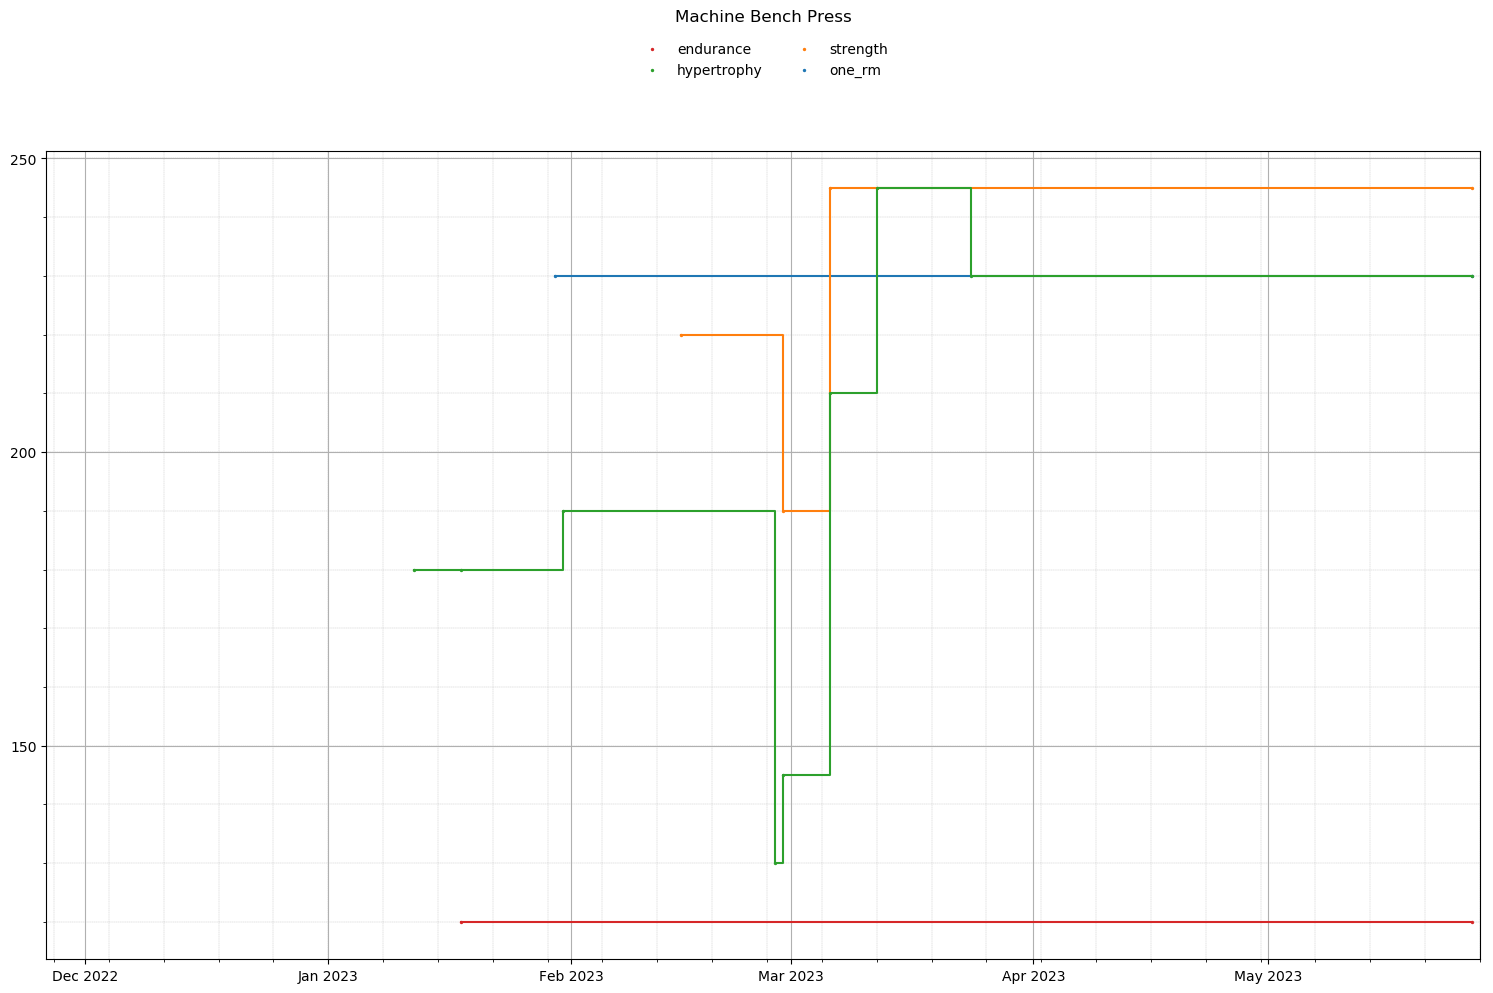 Machine Bench Press
endurance strength
hypertrophy one_rm
250
200
150
Dec 2022 Jan 2023 Feb 2023 Mar 2023 Apr 2023 May 2023